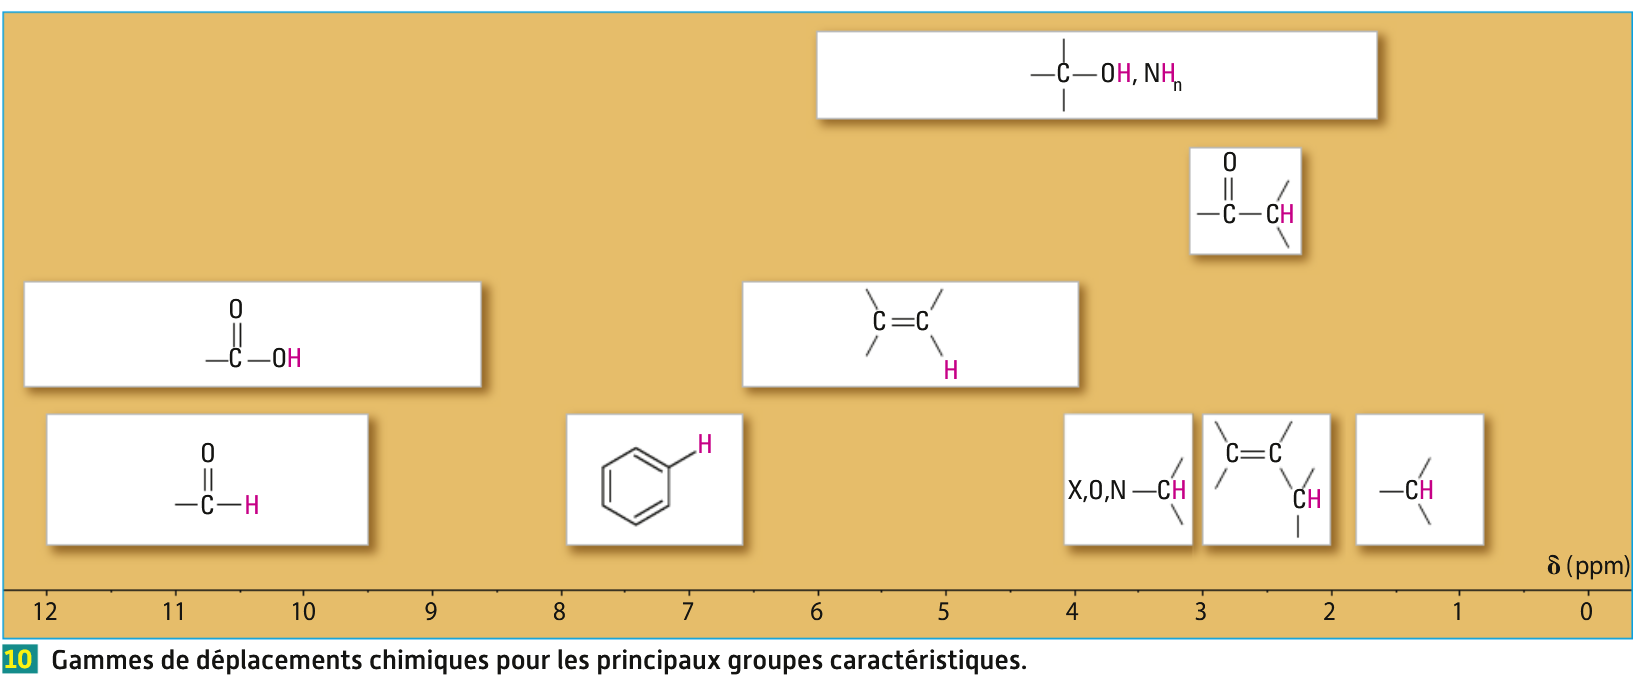 C—OH, NHn
O
C—CH
O
C—OH
C=C
H
O
C—H
H
X,O,N—CH
C=C
CH
—CH
δ (ppm)
12 11 10 9 8 7 6 5 4 3 2 1 0
10 Gammes de déplacements chimiques pour les principaux groupes caractéristiques.